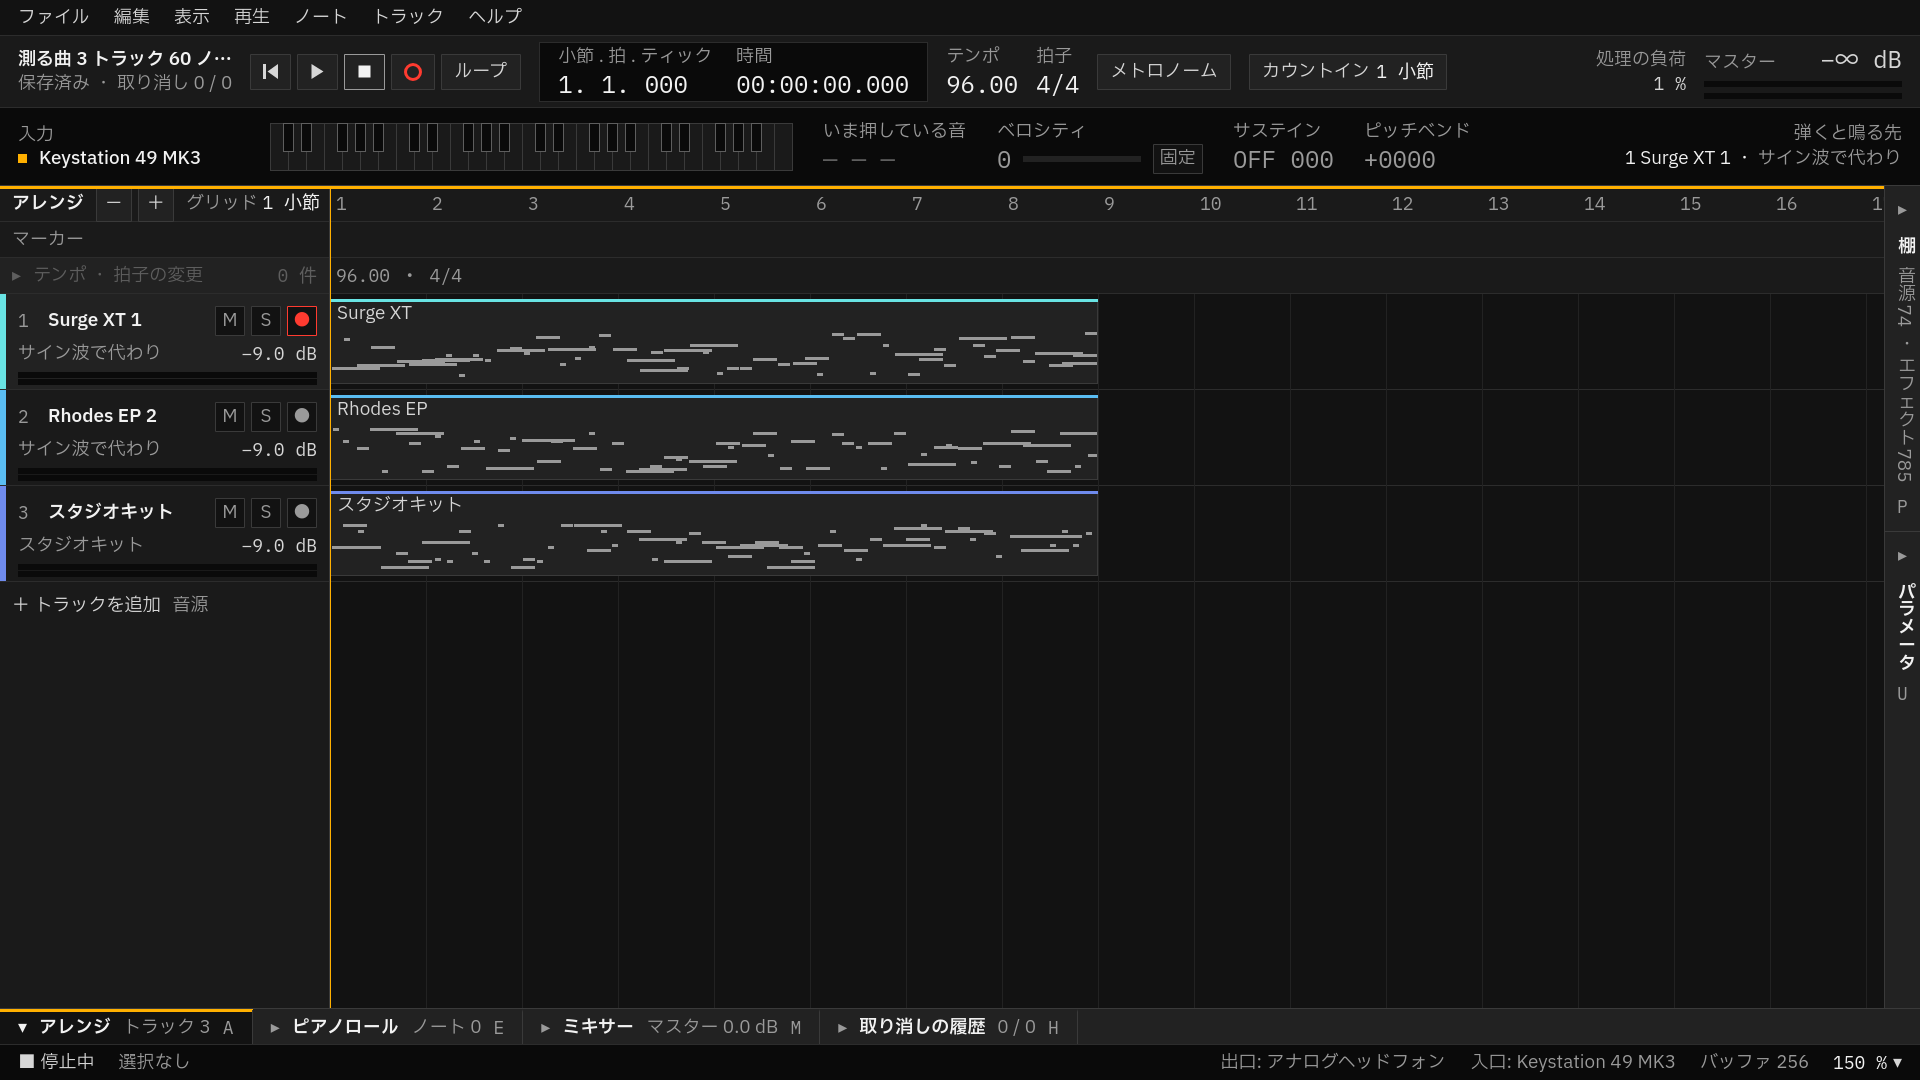 ファイル 編集 表示 再生 ノート トラック ヘルプ
測る曲 3 トラック 60 ノ…
保存済み · 取り消し 0 / 0
ループ
小節 . 拍 . ティック 時間
1. 1. 000 00:00:00.000
テンポ 拍子
96.00 4/4
メトロノーム
カウントイン 1 小節
処理の負荷
1 %
マスター −∞ dB
入力
Keystation 49 MK3
いま押している音
— — —
ベロシティ
0
固定
サステイン
OFF 000
ピッチベンド
+0000
弾くと鳴る先
1 Surge XT 1 · サイン波で代わり
アレンジ − + グリッド 1 小節
1 2 3 4 5 6 7 8 9 10 11 12 13 14 15 16 1
マーカー
▸ テンポ · 拍子の変更 0 件
96.00 · 4/4
1 Surge XT 1 M S
サイン波で代わり −9.0 dB
Surge XT
2 Rhodes EP 2 M S
サイン波で代わり −9.0 dB
Rhodes EP
3 スタジオキット M S
スタジオキット −9.0 dB
スタジオキット
+ トラックを追加 音源
▸ 棚 音源 74 · エフェクト 785 P
▸ パラメータ U
▾ アレンジ トラック 3 A
▸ ピアノロール ノート 0 E
▸ ミキサー マスター 0.0 dB M
▸ 取り消しの履歴 0 / 0 H
■ 停止中 選択なし
出口: アナログヘッドフォン 入口: Keystation 49 MK3 バッファ 256 150 % ▾